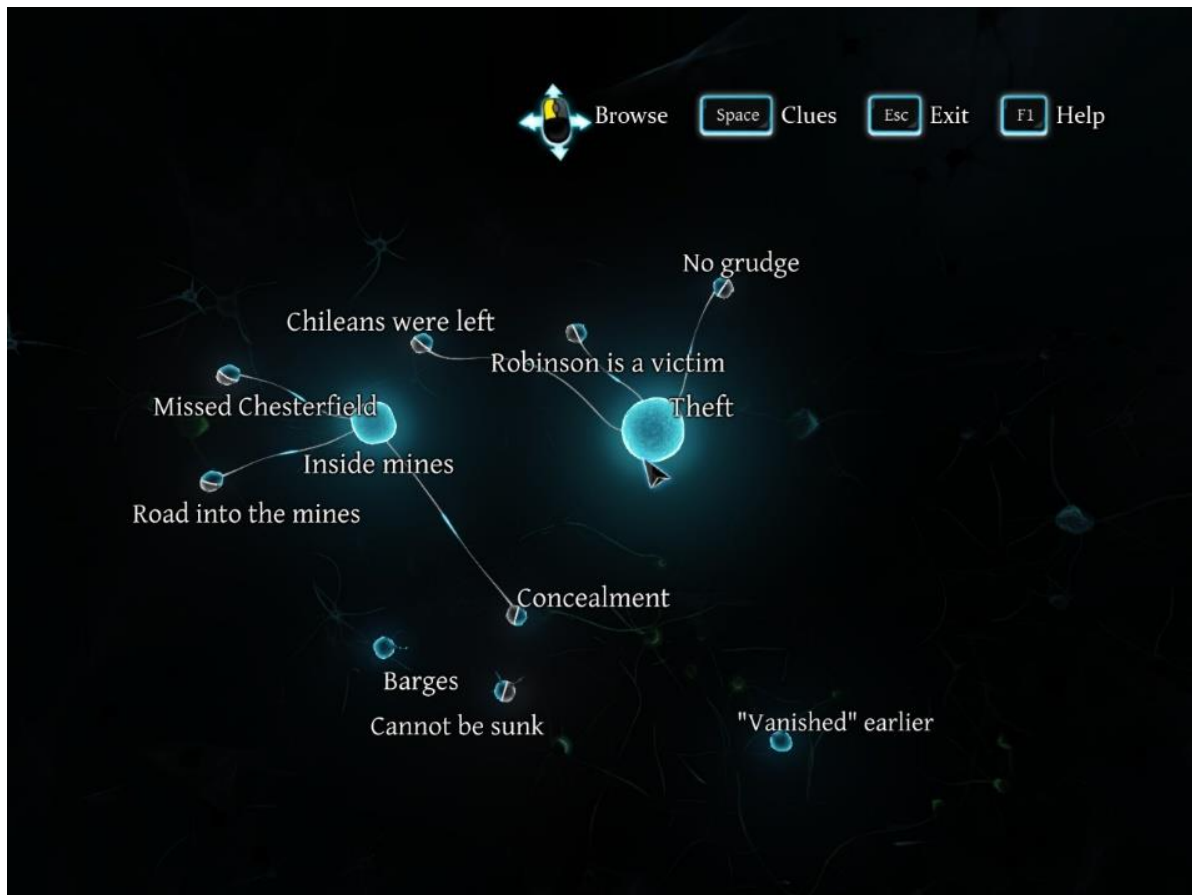 Browse
Space
Clues
Esc
Exit
F1
Help
No grudge
Chileans were left
Robinson is a victim
Missed Chesterfield
Theft
Inside mines
Road into the mines
Concealment
Barges
Cannot be sunk
"Vanished" earlier